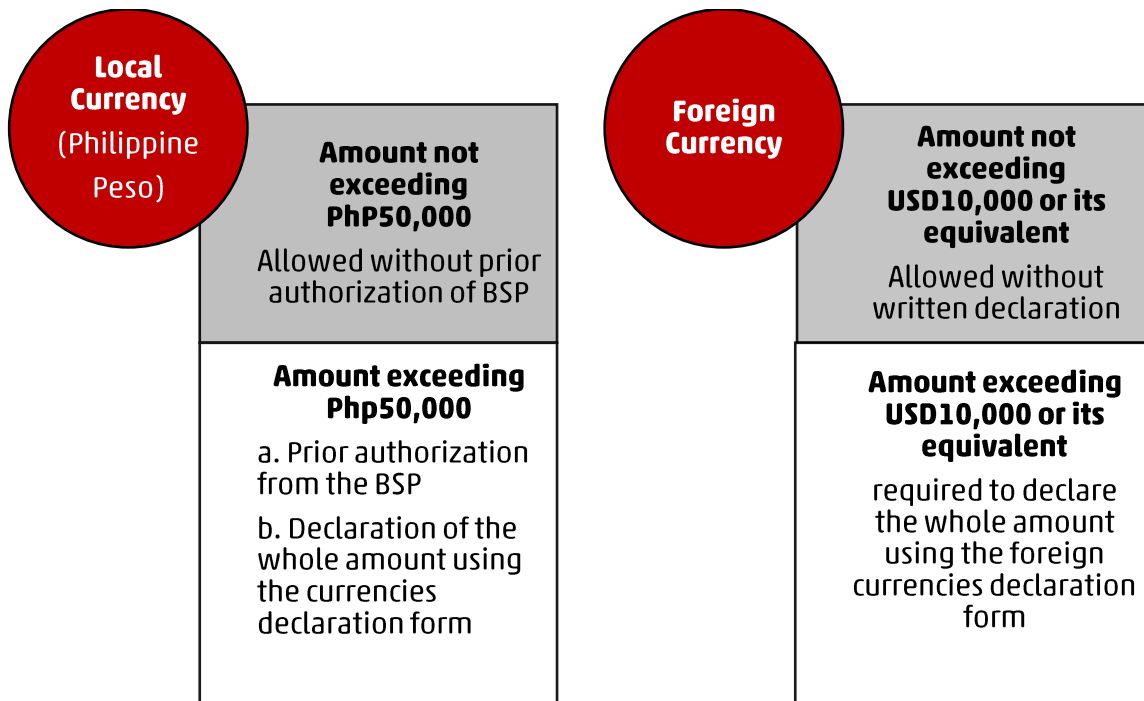 Local
Currency
(Philippine
Peso)
Amount not
exceeding
PhP50,000
Allowed without prior
authorization of BSP
Amount exceeding
Php50,000
a. Prior authorization
from the BSP
b. Declaration of the
whole amount using
the currencies
declaration form
Foreign
Currency
Amount not
exceeding
USD10,000 or its
equivalent
Allowed without
written declaration
Amount exceeding
USD10,000 or its
equivalent
required to declare
the whole amount
using the foreign
currencies declaration
form